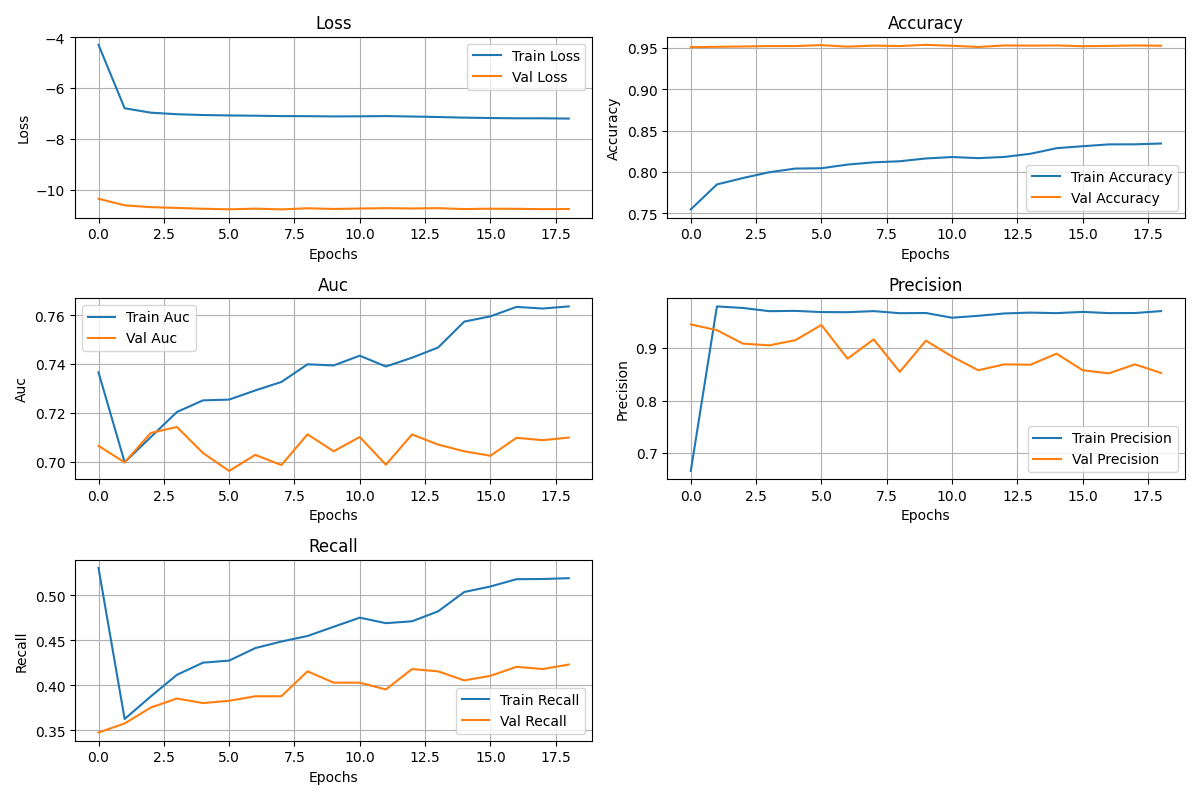 Loss
Loss
−4
−6
−8
−10
Train Loss
Val Loss
0.0 2.5 5.0 7.5 10.0 12.5 15.0 17.5
Epochs
Accuracy
Accuracy
0.95
0.90
0.85
0.80
0.75
Train Accuracy
Val Accuracy
0.0 2.5 5.0 7.5 10.0 12.5 15.0 17.5
Epochs
Auc
Auc
0.76
0.74
0.72
0.70
Train Auc
Val Auc
0.0 2.5 5.0 7.5 10.0 12.5 15.0 17.5
Epochs
Precision
Precision
0.9
0.8
0.7
Train Precision
Val Precision
0.0 2.5 5.0 7.5 10.0 12.5 15.0 17.5
Epochs
Recall
Recall
0.50
0.45
0.40
0.35
Train Recall
Val Recall
0.0 2.5 5.0 7.5 10.0 12.5 15.0 17.5
Epochs